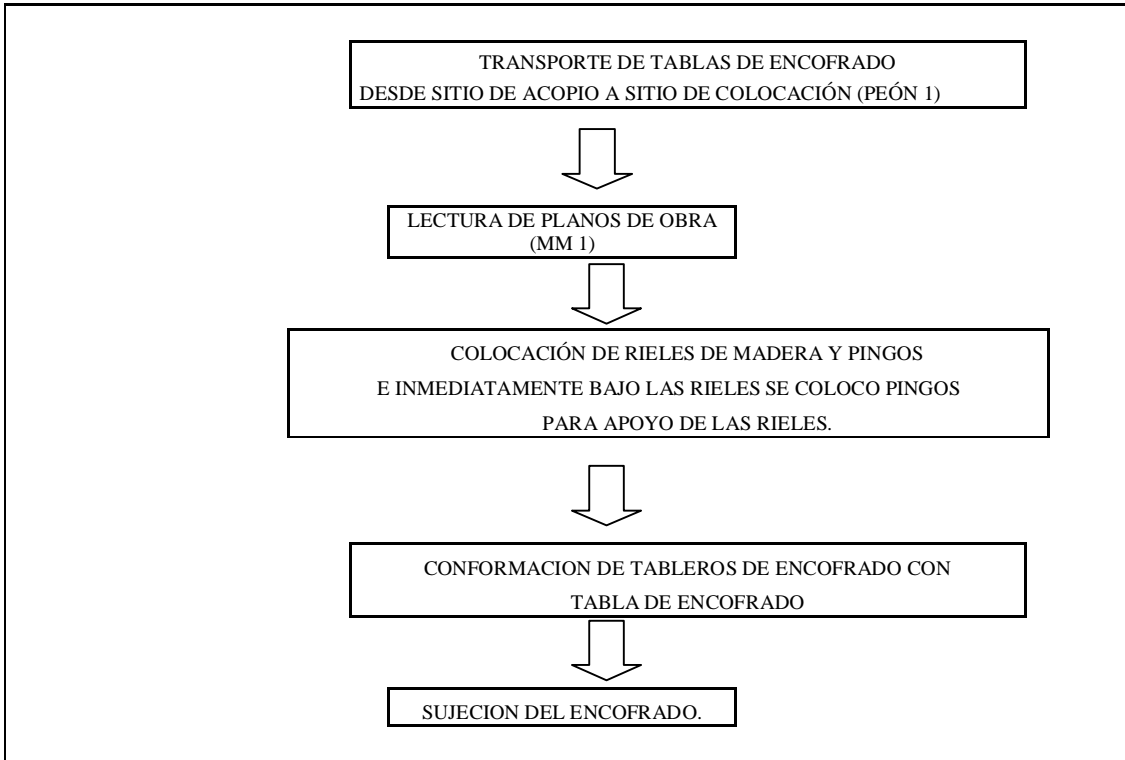 TRANSPORTE DE TABLAS DE ENCOFRADO
DESDE SITIO DE ACOPIO A SITIO DE COLOCACIÓN (PEÓN 1)
LECTURA DE PLANOS DE OBRA
(MM 1)
COLOCACIÓN DE RIELES DE MADERA Y PINGOS
E INMEDIATAMENTE BAJO LAS RIELES SE COLOCO PINGOS
PARA APOYO DE LAS RIELES.
CONFORMACION DE TABLEROS DE ENCOFRADO CON
TABLA DE ENCOFRADO
SUJECION DEL ENCOFRADO.